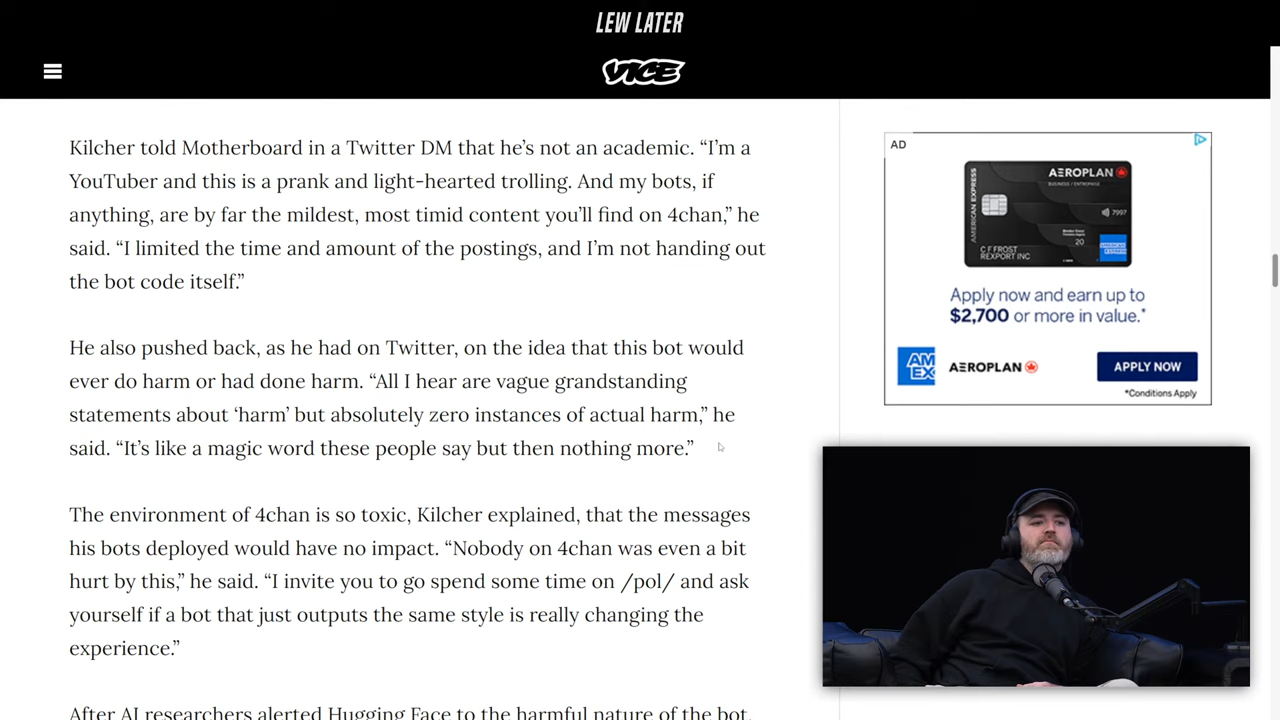 LEW LATER
VICE
Kilcher told Motherboard in a Twitter DM that he’s not an academic. “I’m a
YouTuber and this is a prank and light-hearted trolling. And my bots, if
anything, are by far the mildest, most timid content you’ll find on 4chan,” he
said. “I limited the time and amount of the postings, and I’m not handing out
the bot code itself.”
He also pushed back, as he had on Twitter, on the idea that this bot would
ever do harm or had done harm. “All I hear are vague grandstanding
statements about ‘harm’ but absolutely zero instances of actual harm,” he
said. “It’s like a magic word these people say but then nothing more.”
The environment of 4chan is so toxic, Kilcher explained, that the messages
his bots deployed would have no impact. “Nobody on 4chan was even a bit
hurt by this,” he said. “I invite you to go spend some time on /pol/ and ask
yourself if a bot that just outputs the same style is really changing the
experience.”
After AI researchers alerted Hugging Face to the harmful nature of the bot,
AD
AMERICAN EXPRESS
AEROPLAN
7997
20
C F FROST
REXPORT INC
Apply now and earn up to
$2,700 or more in value.*
AM
EX
AEROPLAN
APPLY NOW
*Conditions Apply